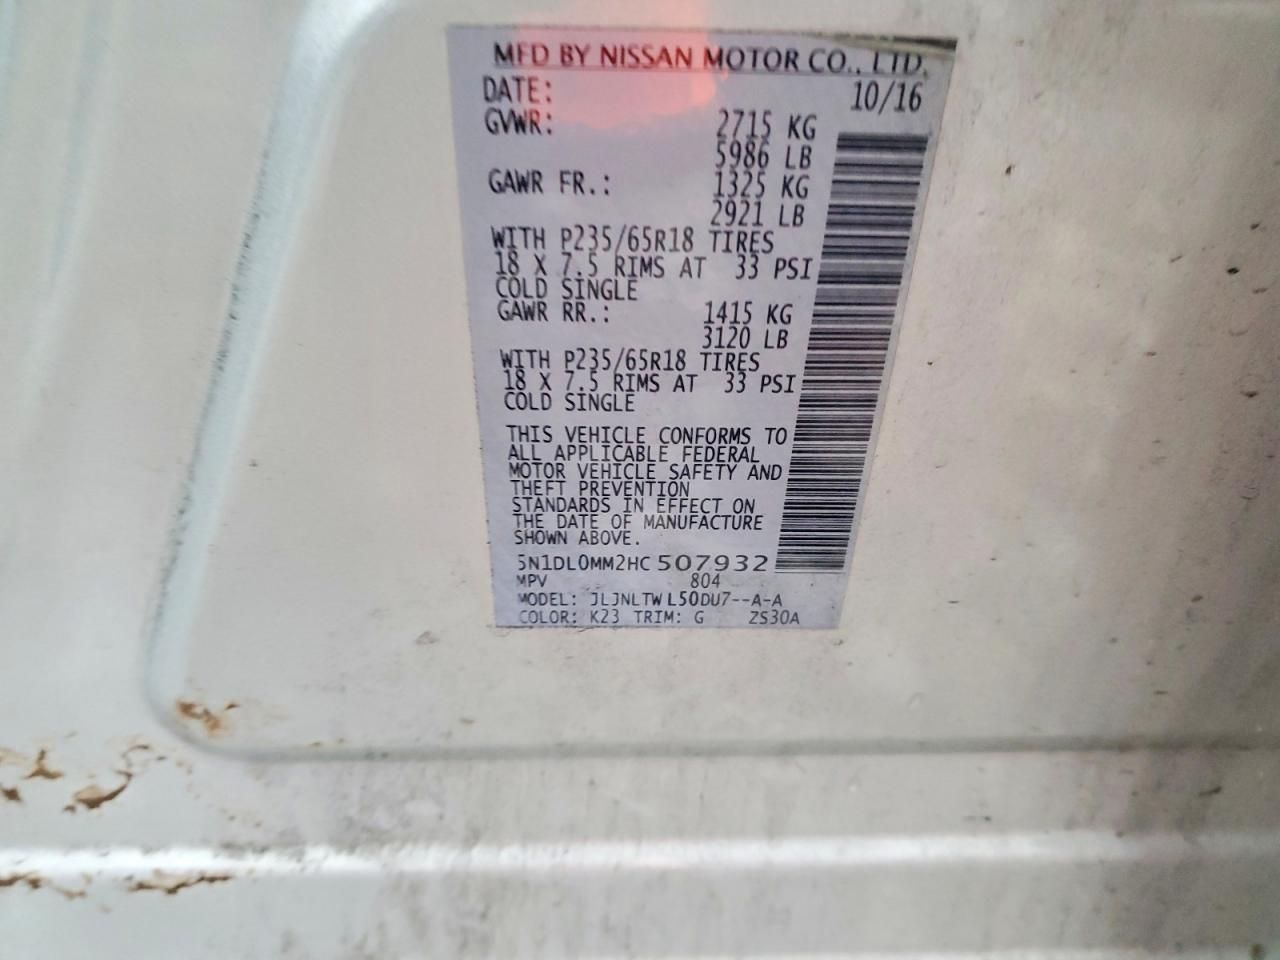 MFD BY NISSAN MOTOR CO., LTD.
DATE: 10/16
GVWR: 2715 KG
5986 LB
GAWR FR.: 1325 KG
2921 LB
WITH P235/65R18 TIRES
18 X 7.5 RIMS AT 33 PSI
COLD SINGLE
GAWR RR.: 1415 KG
3120 LB
WITH P235/65R18 TIRES
18 X 7.5 RIMS AT 33 PSI
COLD SINGLE
THIS VEHICLE CONFORMS TO
ALL APPLICABLE FEDERAL
MOTOR VEHICLE SAFETY AND
THEFT PREVENTION
STANDARDS IN EFFECT ON
THE DATE OF MANUFACTURE
SHOWN ABOVE.
5N1DL0MM2HC507932
MPV 804
MODEL: JLJNLTWL50DU7--A-A
COLOR: K23 TRIM: G ZS30A